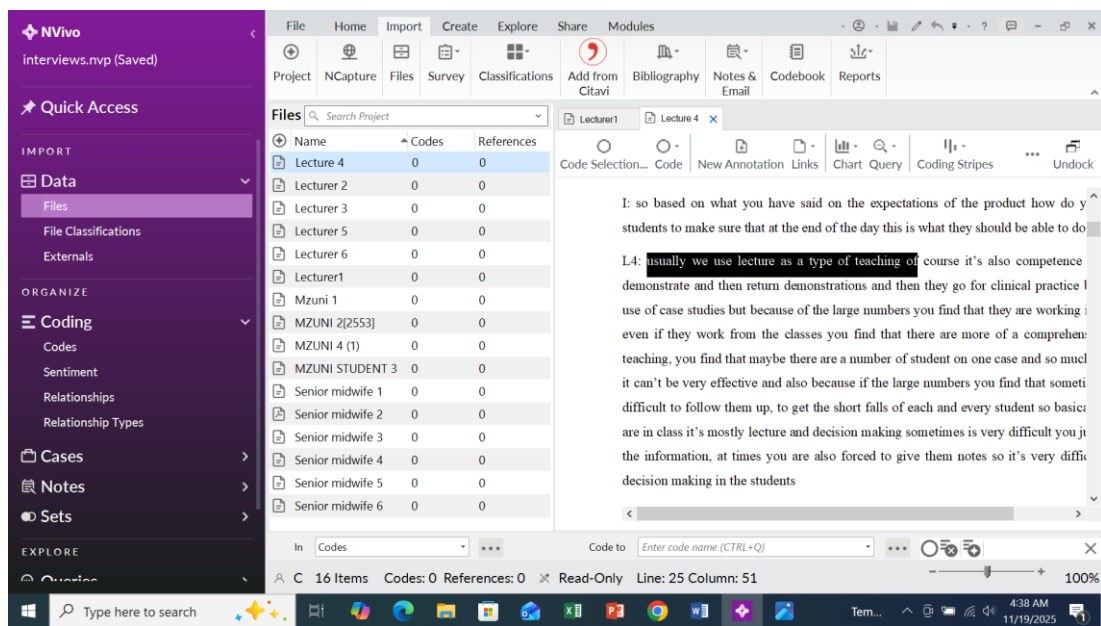 NVivo
interviews.nvp (Saved)
Quick Access
IMPORT
Data
Files
File Classifications
Externals
ORGANIZE
Coding
Codes
Sentiment
Relationships
Relationship Types
Cases
Notes
Sets
EXPLORE
File Home Import Create Explore Share Modules
Project NCapture Files Survey Classifications Add from Citavi Bibliography Notes & Email Codebook Reports
Files Search Project
Name Codes References
Lecture 4 0 0
Lecturer 2 0 0
Lecturer 3 0 0
Lecturer 5 0 0
Lecturer 6 0 0
Lecturer1 0 0
Mzuni 1 0 0
MZUNI 2[2553] 0 0
MZUNI 4 (1) 0 0
MZUNI STUDENT 3 0 0
Senior midwife 1 0 0
Senior midwife 2 0 0
Senior midwife 3 0 0
Senior midwife 4 0 0
Senior midwife 5 0 0
Senior midwife 6 0 0
Lecturer1 Lecture 4
Code Selection... Code New Annotation Links Chart Query Coding Stripes ... Undock
I: so based on what you have said on the expectations of the product how do y
students to make sure that at the end of the day this is what they should be able to do
L4: usually we use lecture as a type of teaching of course it's also competence
demonstrate and then return demonstrations and then they go for clinical practice
use of case studies but because of the large numbers you find that they are working
even if they work from the classes you find that there are more of a comprehen
teaching, you find that maybe there are a number of student on one case and so much
it can't be very effective and also because if the large numbers you find that someti
difficult to follow them up, to get the short falls of each and every student so basica
are in class it's mostly lecture and decision making sometimes is very difficult you ju
the information, at times you are also forced to give them notes so it's very diffic
decision making in the students
In Codes Code to Enter code name (CTRL+Q)
C 16 Items Codes: 0 References: 0 Read-Only Line: 25 Column: 51 100%
Type here to search Tem... 4:38 AM
11/19/2025